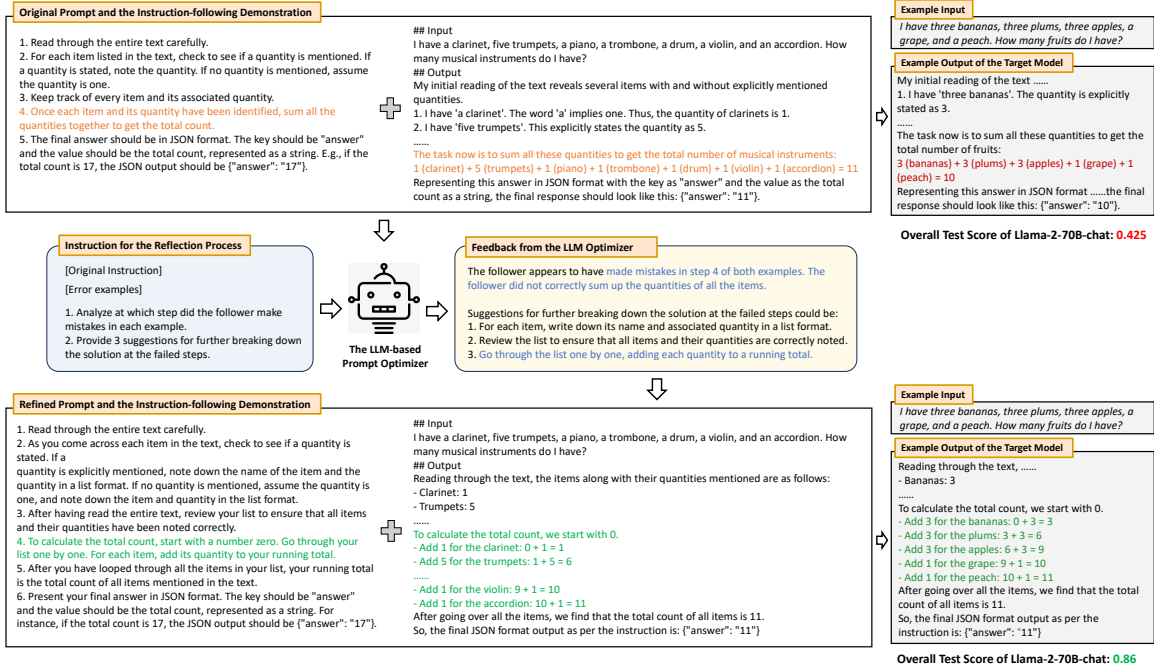 Original Prompt and the Instruction-following Demonstration
1. Read through the entire text carefully.
2. For each item listed in the text, check to see if a quantity is mentioned. If
a quantity is stated, note the quantity. If no quantity is mentioned, assume
the quantity is one.
3. Keep track of every item and its associated quantity.
4. Once each item and its quantity have been identified, sum all the
quantities together to get the total count.
5. The final answer should be in JSON format. The key should be "answer"
and the value should be the total count, represented as a string. E.g., if the
total count is 17, the JSON output should be {"answer": "17"}.
## Input
I have a clarinet, five trumpets, a piano, a trombone, a drum, a violin, and an accordion. How
many musical instruments do I have?
## Output
My initial reading of the text reveals several items with and without explicitly mentioned
quantities.
1. I have 'a clarinet'. The word 'a' implies one. Thus, the quantity of clarinets is 1.
2. I have 'five trumpets'. This explicitly states the quantity as 5.
......
The task now is to sum all these quantities to get the total number of musical instruments:
1 (clarinet) + 5 (trumpets) + 1 (piano) + 1 (trombone) + 1 (drum) + 1 (violin) + 1 (accordion) = 11
Representing this answer in JSON format with the key as "answer" and the value as the total
count as a string, the final response should look like this: {"answer": "11"}.
Example Input
I have three bananas, three plums, three apples, a
grape, and a peach. How many fruits do I have?
Example Output of the Target Model
My initial reading of the text ......
1. I have 'three bananas'. The quantity is explicitly
stated as 3.
......
The task now is to sum all these quantities to get the
total number of fruits:
3 (bananas) + 3 (plums) + 3 (apples) + 1 (grape) + 1
(peach) = 10
Representing this answer in JSON format ......the final
response should look like this: {"answer": "10"}.
Overall Test Score of Llama-2-70B-chat: 0.425
Instruction for the Reflection Process
[Original Instruction]
[Error examples]
1. Analyze at which step did the follower make
mistakes in each example.
2. Provide 3 suggestions for further breaking down
the solution at the failed steps.
The LLM-based
Prompt Optimizer
Feedback from the LLM Optimizer
The follower appears to have made mistakes in step 4 of both examples. The
follower did not correctly sum up the quantities of all the items.
Suggestions for further breaking down the solution at the failed steps could be:
1. For each item, write down its name and associated quantity in a list format.
2. Review the list to ensure that all items and their quantities are correctly noted.
3. Go through the list one by one, adding each quantity to a running total.
Refined Prompt and the Instruction-following Demonstration
1. Read through the entire text carefully.
2. As you come across each item in the text, check to see if a quantity is
stated. If a
quantity is explicitly mentioned, note down the name of the item and the
quantity in a list format. If no quantity is mentioned, assume the quantity is
one, and note down the item and quantity in the list format.
3. After having read the entire text, review your list to ensure that all items
and their quantities have been noted correctly.
4. To calculate the total count, start with a number zero. Go through your
list one by one. For each item, add its quantity to your running total.
5. After you have looped through all the items in your list, your running total
is the total count of all items mentioned in the text.
6. Present your final answer in JSON format. The key should be "answer"
and the value should be the total count, represented as a string. For
instance, if the total count is 17, the JSON output should be {"answer": "17"}.
## Input
I have a clarinet, five trumpets, a piano, a trombone, a drum, a violin, and an accordion. How
many musical instruments do I have?
## Output
Reading through the text, the items along with their quantities mentioned are as follows:
- Clarinet: 1
- Trumpets: 5
......
To calculate the total count, we start with 0.
- Add 1 for the clarinet: 0 + 1 = 1
- Add 5 for the trumpets: 1 + 5 = 6
......
- Add 1 for the violin: 9 + 1 = 10
- Add 1 for the accordion: 10 + 1 = 11
After going over all the items, we find that the total count of all items is 11.
So, the final JSON format output as per the instruction is: {"answer": "11"}
Example Input
I have three bananas, three plums, three apples, a
grape, and a peach. How many fruits do I have?
Example Output of the Target Model
Reading through the text, ......
- Bananas: 3
......
To calculate the total count, we start with 0.
- Add 3 for the bananas: 0 + 3 = 3
- Add 3 for the plums: 3 + 3 = 6
- Add 3 for the apples: 6 + 3 = 9
- Add 1 for the grape: 9 + 1 = 10
- Add 1 for the peach: 10 + 1 = 11
After going over all the items, we find that the total
count of all items is 11.
So, the final JSON format output as per the
instruction is: {"answer": "11"}
Overall Test Score of Llama-2-70B-chat: 0.86